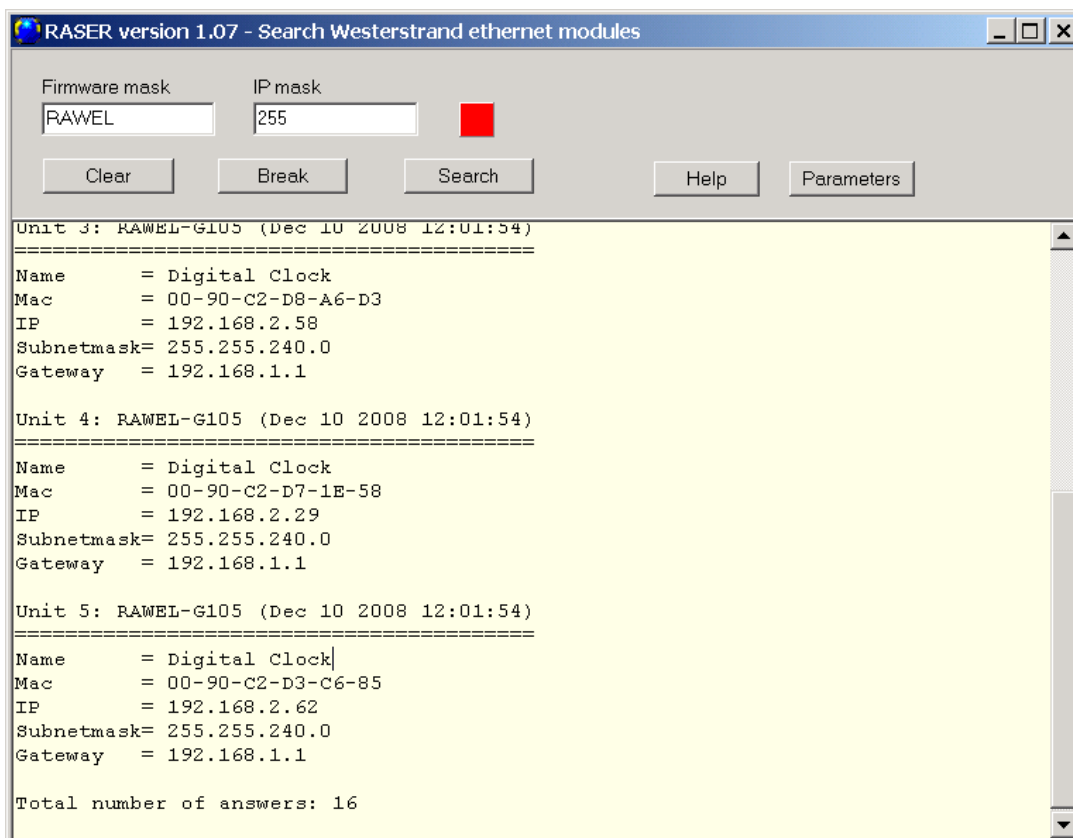 RASER version 1.07 - Search Westerstrand ethernet modules
Firmware mask IP mask
RAWEL 255
Clear Break Search Help Parameters
Unit 3: RAWEL-G105 (Dec 10 2008 12:01:54)
=========================================
Name = Digital Clock
Mac = 00-90-C2-D8-A6-D3
IP = 192.168.2.58
Subnetmask= 255.255.240.0
Gateway = 192.168.1.1
Unit 4: RAWEL-G105 (Dec 10 2008 12:01:54)
=========================================
Name = Digital Clock
Mac = 00-90-C2-D7-1E-58
IP = 192.168.2.29
Subnetmask= 255.255.240.0
Gateway = 192.168.1.1
Unit 5: RAWEL-G105 (Dec 10 2008 12:01:54)
=========================================
Name = Digital Clock
Mac = 00-90-C2-D3-C6-85
IP = 192.168.2.62
Subnetmask= 255.255.240.0
Gateway = 192.168.1.1
Total number of answers: 16